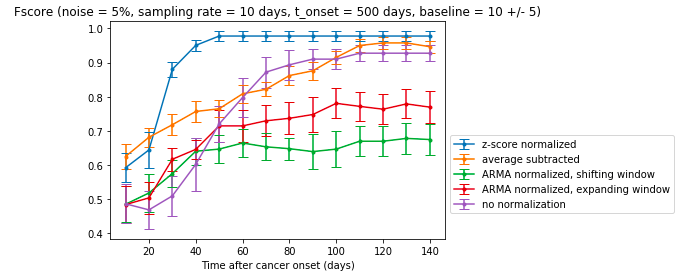 Fscore (noise = 5%, sampling rate = 10 days, t_onset = 500 days, baseline = 10 +/- 5)
1.0
0.9
0.8
0.7
0.6
0.5
0.4
20
40
60
80
100
120
140
Time after cancer onset (days)
z-score normalized
average subtracted
ARMA normalized, shifting window
ARMA normalized, expanding window
no normalization